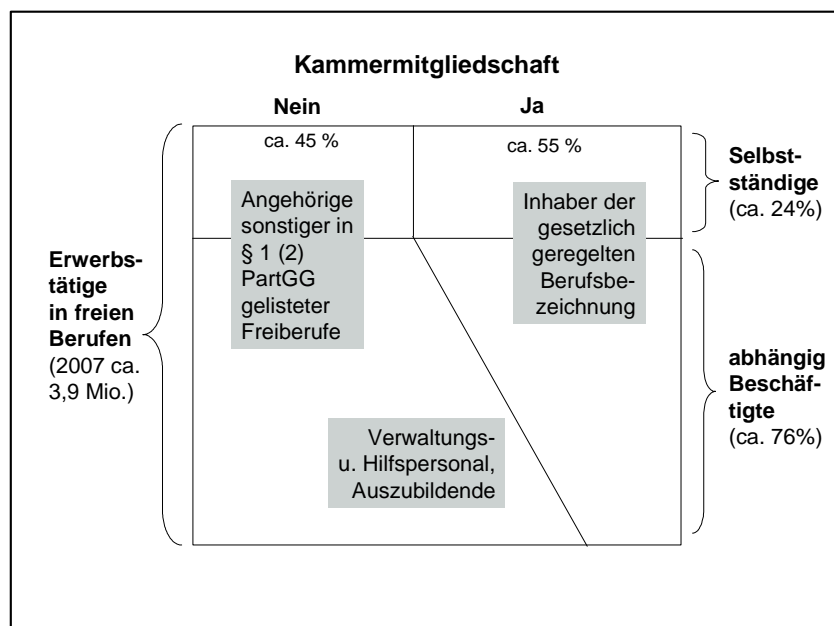 Kammermitgliedschaft
Nein
Ja
ca. 45 %
ca. 55 %
Selbst-
ständige
(ca. 24%)
Angehörige
sonstiger in
§ 1 (2)
PartGG
gelisteter
Freiberufe
Inhaber der
gesetzlich
geregelten
Berufsbe-
zeichnung
Erwerbs-
tätige
in freien
Berufen
(2007 ca.
3,9 Mio.)
abhängig
Beschäf-
tigte
(ca. 76%)
Verwaltungs-
u. Hilfspersonal,
Auszubildende